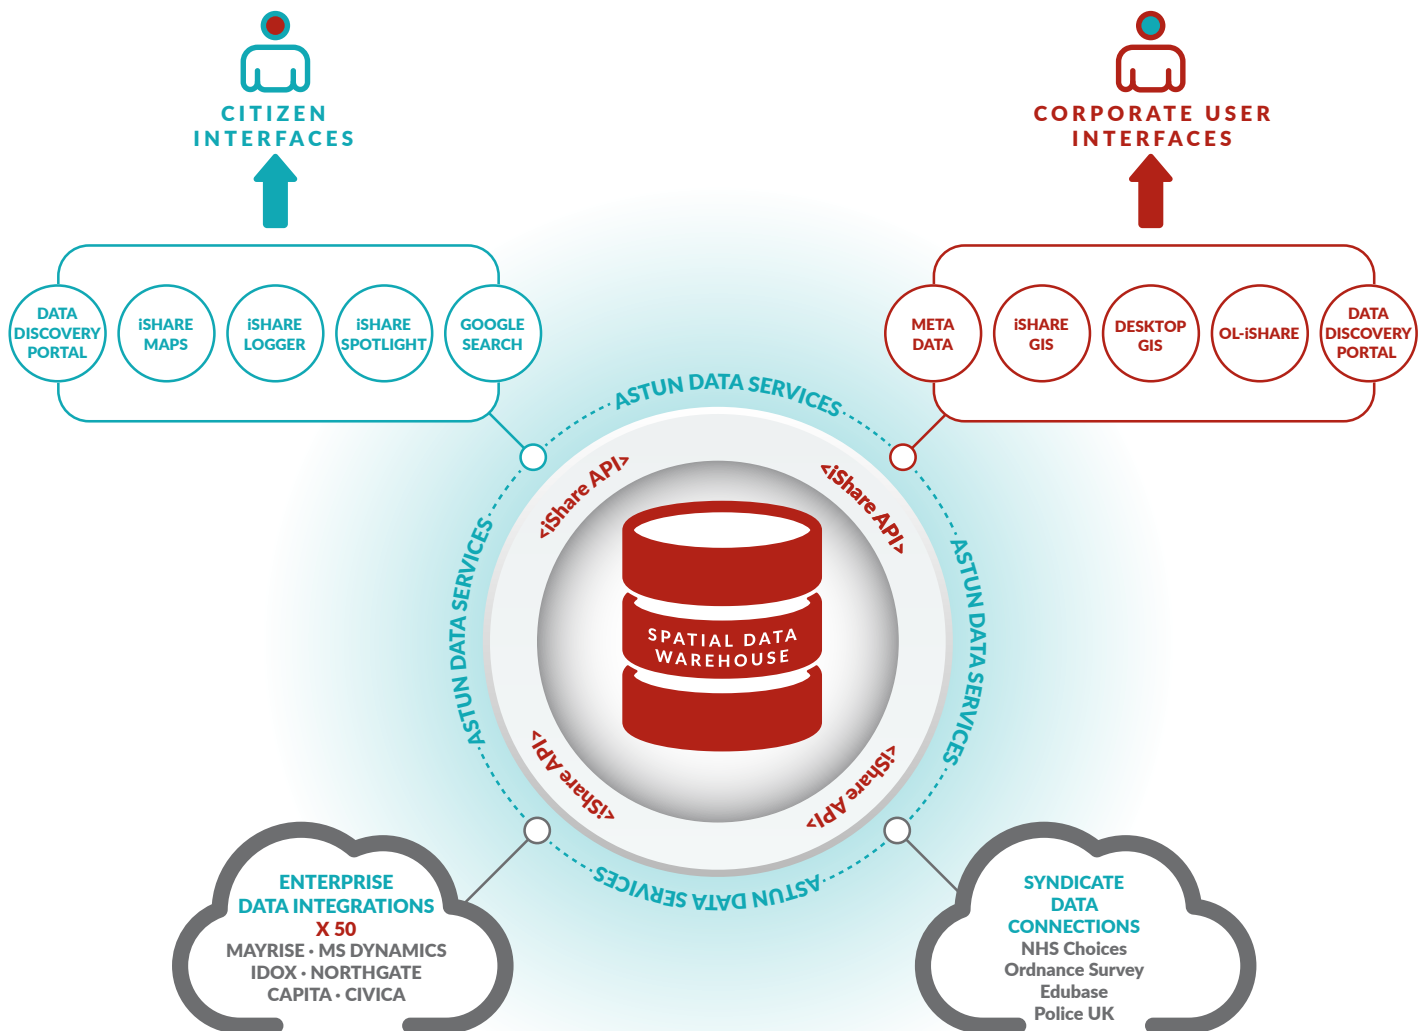 CITIZEN
INTERFACES
CORPORATE USER
INTERFACES
DATA
DISCOVERY
PORTAL
iSHARE
MAPS
iSHARE
LOGGER
iSHARE
SPOTLIGHT
GOOGLE
SEARCH
META
DATA
iSHARE
GIS
DESKTOP
GIS
OL-iSHARE
DATA
DISCOVERY
PORTAL
ASTUN DATA SERVICES
ASTUN DATA SERVICES
ASTUN DATA SERVICES
ASTUN DATA SERVICES
<iShare API>
<iShare API>
<iShare API>
<iShare API>
SPATIAL DATA
WAREHOUSE
ENTERPRISE
DATA INTEGRATIONS
X 50
MAYRISE · MS DYNAMICS
IDOX · NORTHGATE
CAPITA · CIVICA
SYNDICATE
DATA
CONNECTIONS
NHS Choices
Ordnance Survey
Edubase
Police UK